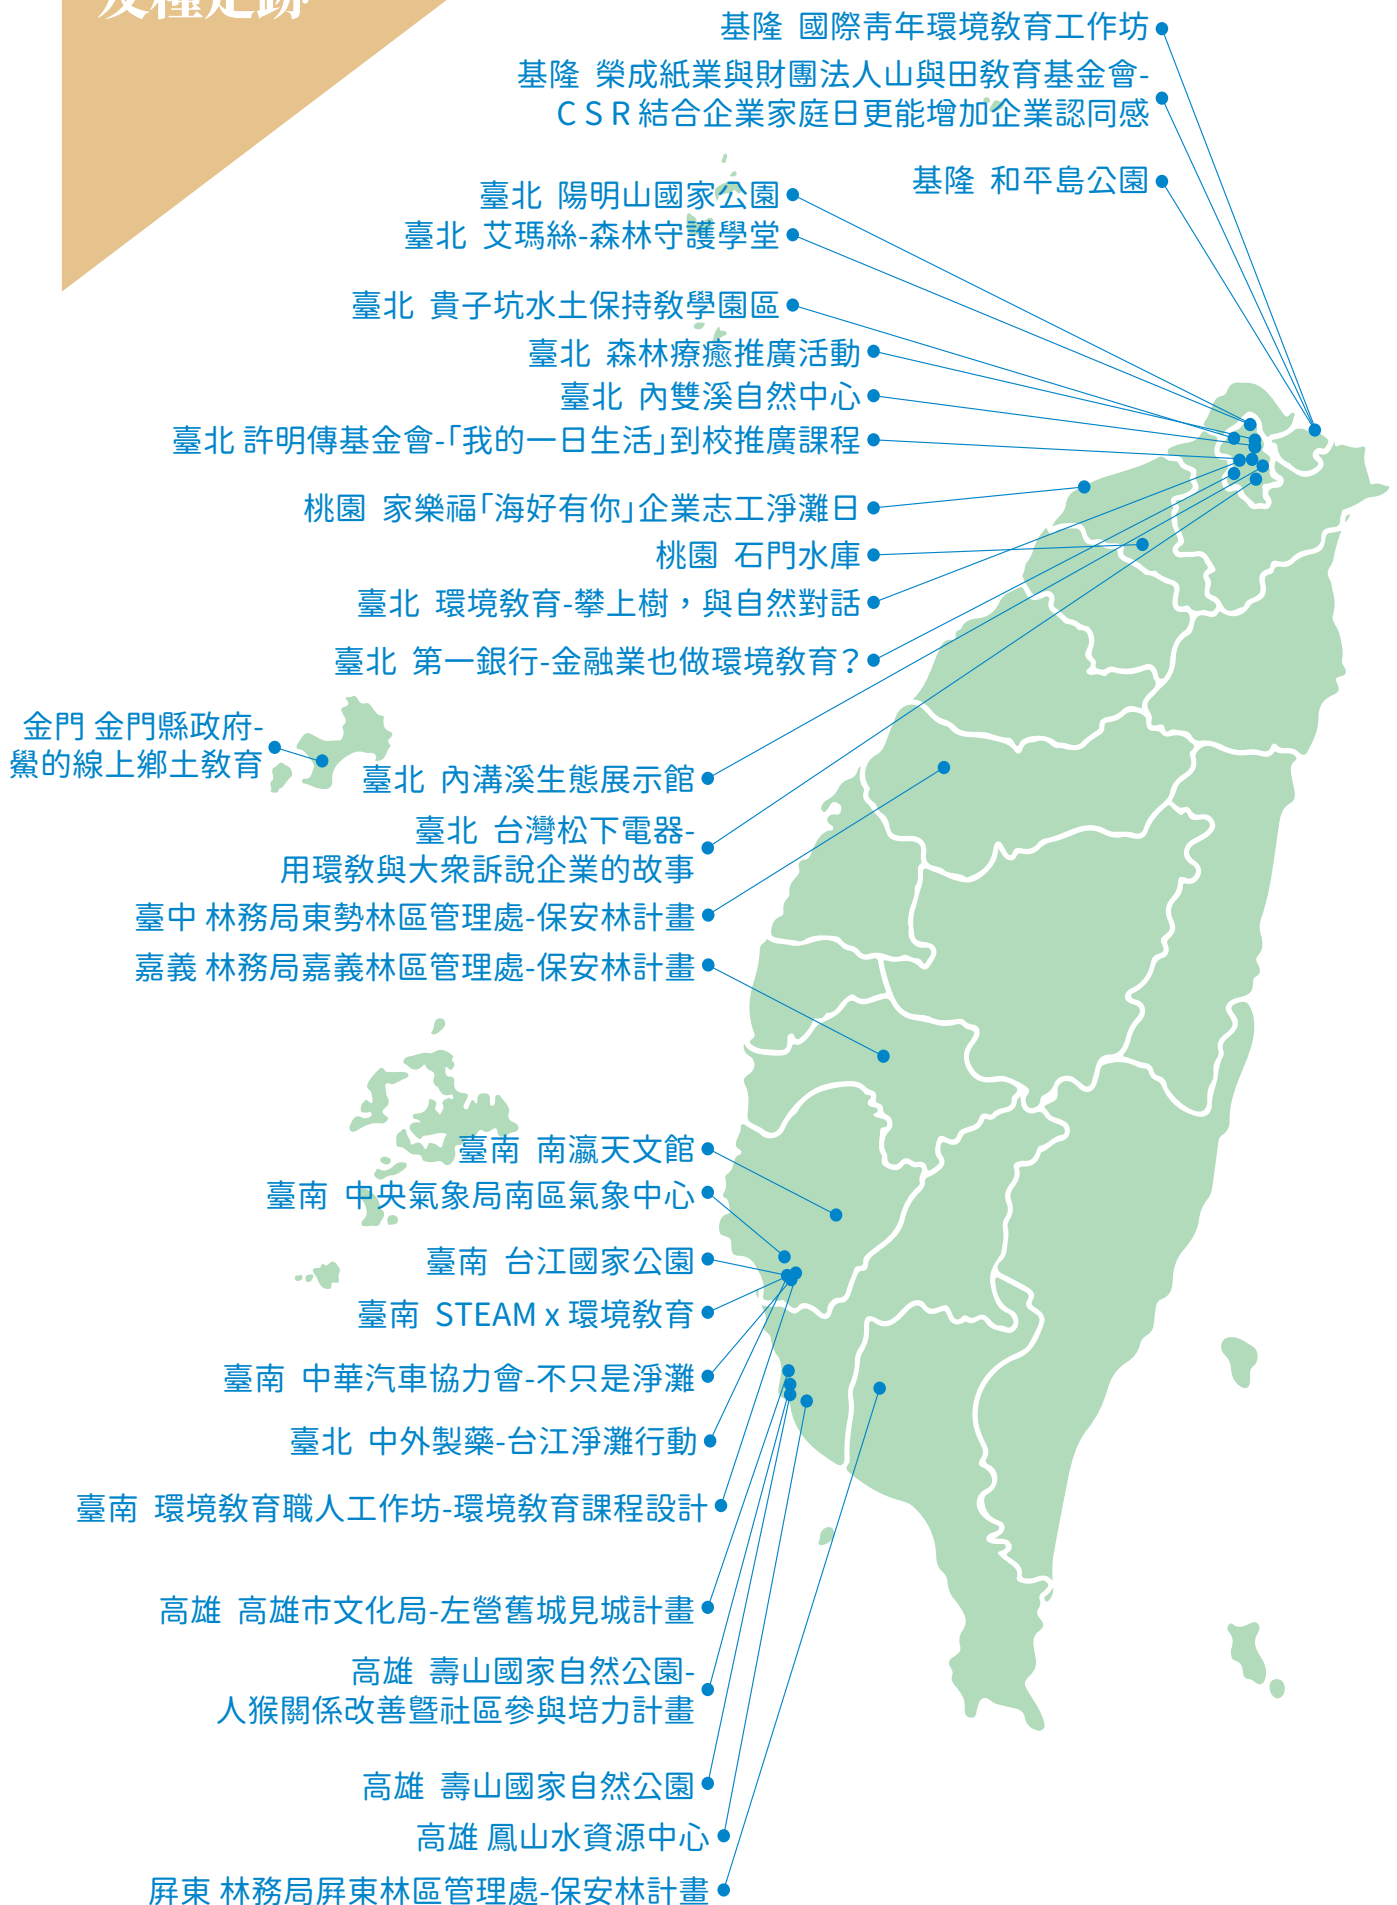 友種足跡
基隆 國際青年環境教育工作坊
基隆 榮成紙業與財團法人山與田教育基金會-
CSR結合企業家庭日更能增加企業認同感
基隆 和平島公園
臺北 陽明山國家公園
臺北 艾瑪絲-森林守護學堂
臺北 貴子坑水土保持教學園區
臺北 森林療癒推廣活動
臺北 內雙溪自然中心
臺北 許明傳基金會-「我的一日生活」到校推廣課程
桃園 家樂福「海好有你」企業志工淨灘日
桃園 石門水庫
臺北 環境教育-攀上樹，與自然對話
臺北 第一銀行-金融業也做環境教育？
金門 金門縣政府-
鱟的線上鄉土教育
臺北 內溝溪生態展示館
臺北 台灣松下電器-
用環教與大眾訴說企業的故事
臺中 林務局東勢林區管理處-保安林計畫
嘉義 林務局嘉義林區管理處-保安林計畫
臺南 南瀛天文館
臺南 中央氣象局南區氣象中心
臺南 台江國家公園
臺南 STEAM x 環境教育
臺南 中華汽車協力會-不只是淨灘
臺北 中外製藥-台江淨灘行動
臺南 環境教育職人工作坊-環境教育課程設計
高雄 高雄市文化局-左營舊城見城計畫
高雄 壽山國家自然公園-
人猴關係改善暨社區參與培力計畫
高雄 壽山國家自然公園
高雄 鳳山水資源中心
屏東 林務局屏東林區管理處-保安林計畫